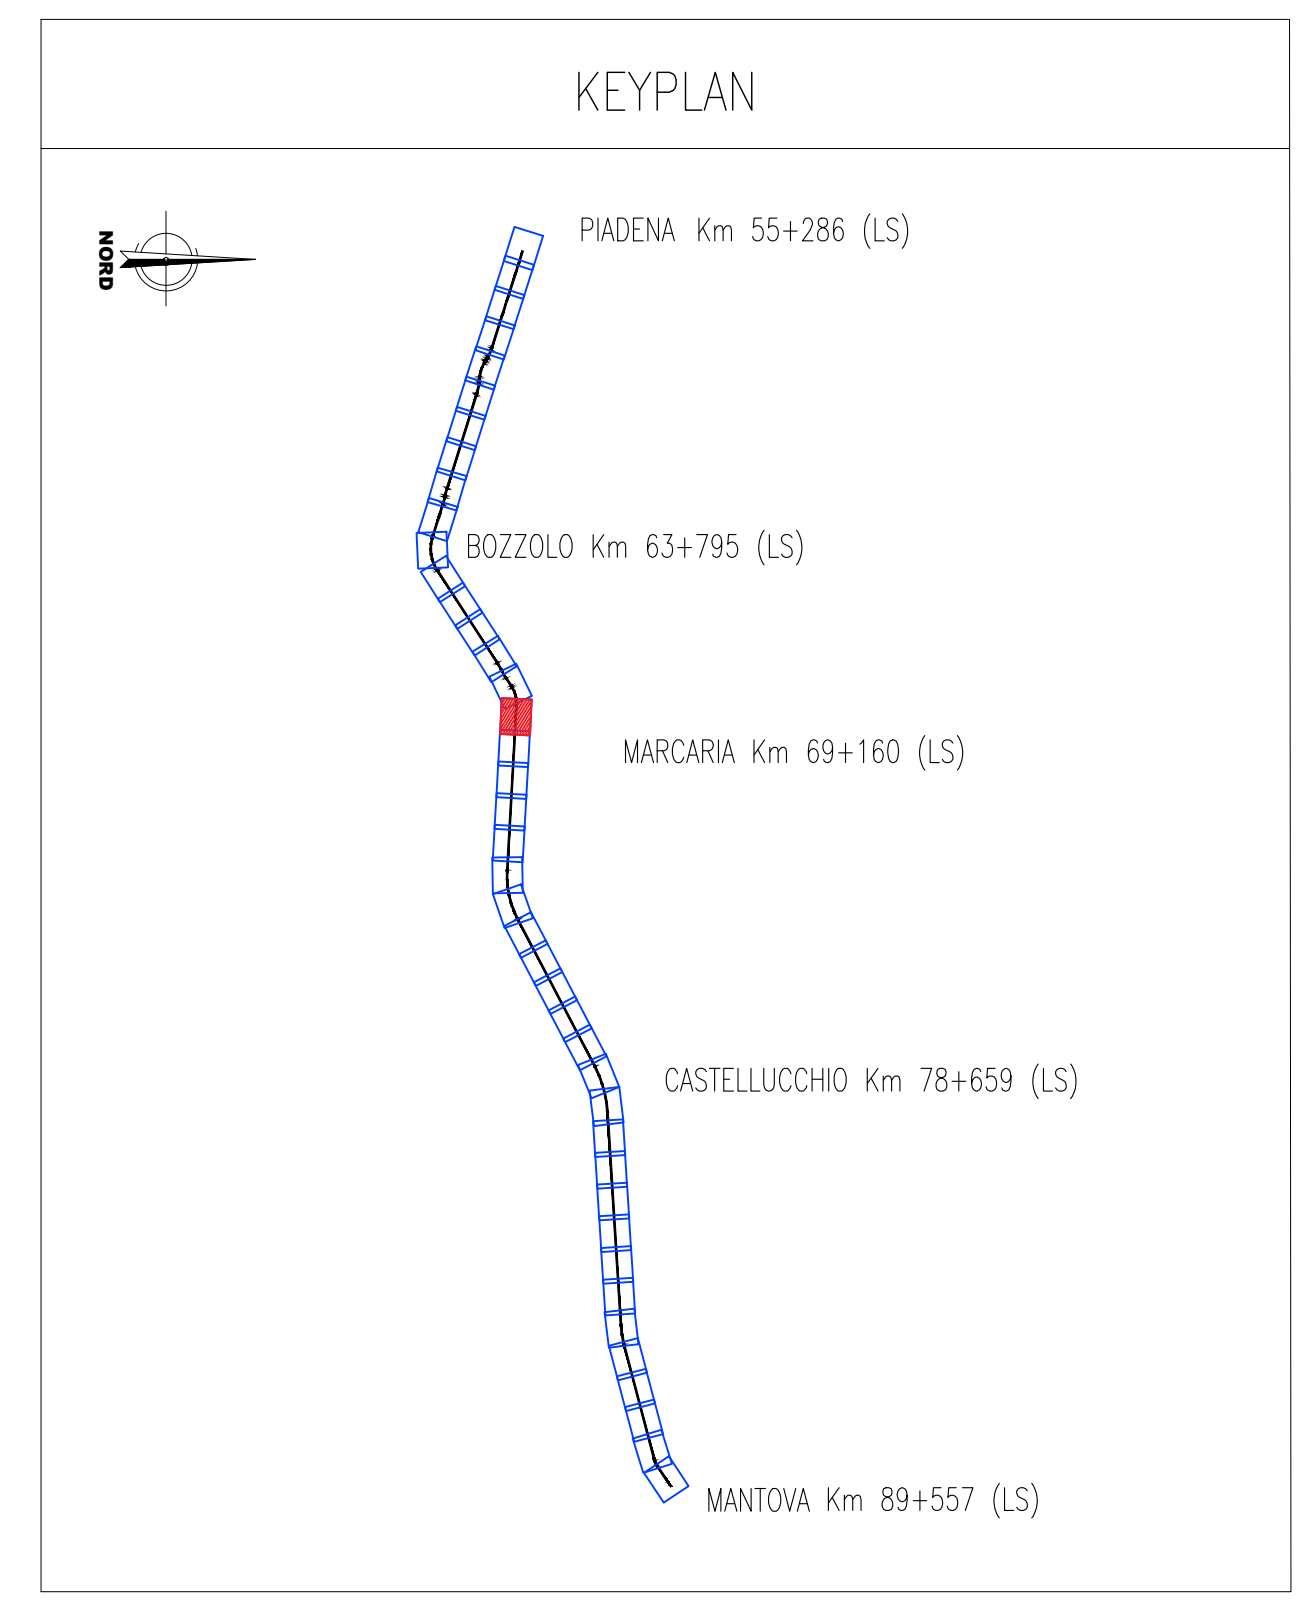 KEYPLAN
NORD
PIADENA Km 55+286 (LS)
BOZZOLO Km 63+795 (LS)
MARCARIA Km 69+160 (LS)
CASTELLUCCHIO Km 78+659 (LS)
MANTOVA Km 89+557 (LS)